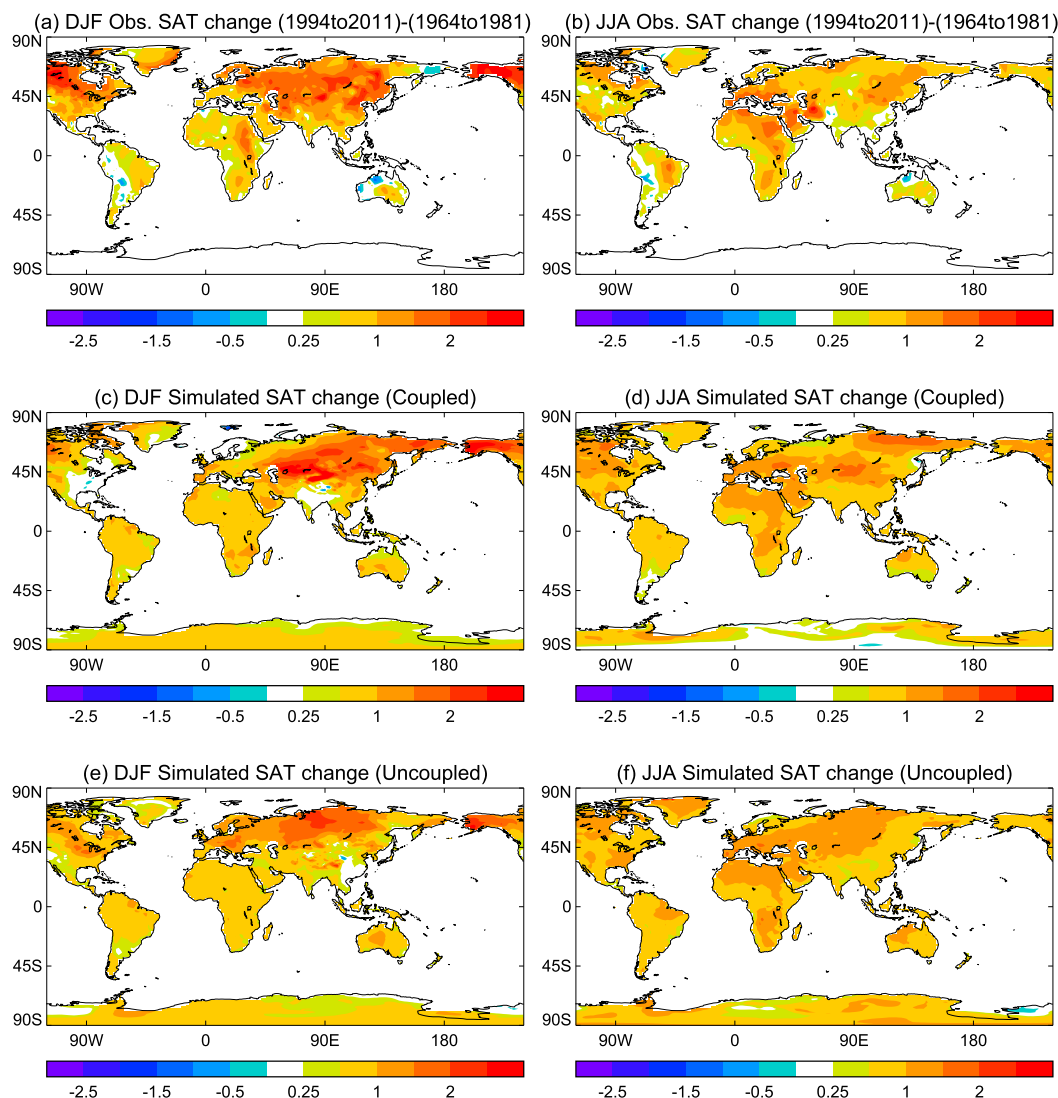 (a) DJF Obs. SAT change (1994to2011)-(1964to1981)
90N
45N
0
45S
90S
90W 0 90E 180
-2.5 -1.5 -0.5 0.25 1 2
(b) JJA Obs. SAT change (1994to2011)-(1964to1981)
90N
45N
0
45S
90S
90W 0 90E 180
-2.5 -1.5 -0.5 0.25 1 2
(c) DJF Simulated SAT change (Coupled)
90N
45N
0
45S
90S
90W 0 90E 180
-2.5 -1.5 -0.5 0.25 1 2
(d) JJA Simulated SAT change (Coupled)
90N
45N
0
45S
90S
90W 0 90E 180
-2.5 -1.5 -0.5 0.25 1 2
(e) DJF Simulated SAT change (Uncoupled)
90N
45N
0
45S
90S
90W 0 90E 180
-2.5 -1.5 -0.5 0.25 1 2
(f) JJA Simulated SAT change (Uncoupled)
90N
45N
0
45S
90S
90W 0 90E 180
-2.5 -1.5 -0.5 0.25 1 2